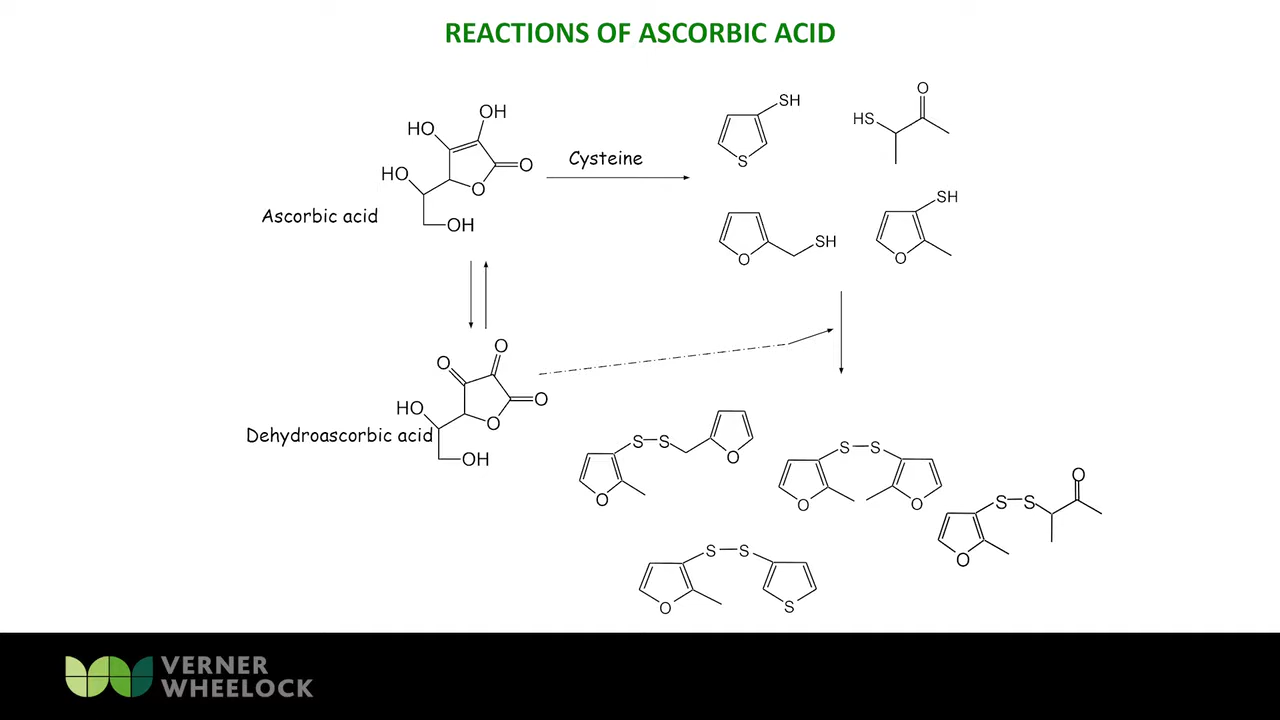 REACTIONS OF ASCORBIC ACID
OH
HO
O
HO
O
OH
Ascorbic acid
Cysteine
SH
S
O
HS
SH
O
SH
O
O
O
O
HO
O
OH
Dehydroascorbic acid
S
S
O
O
S
S
O
O
O
S
S
O
S
S
O
S
VERNER
WHEELOCK